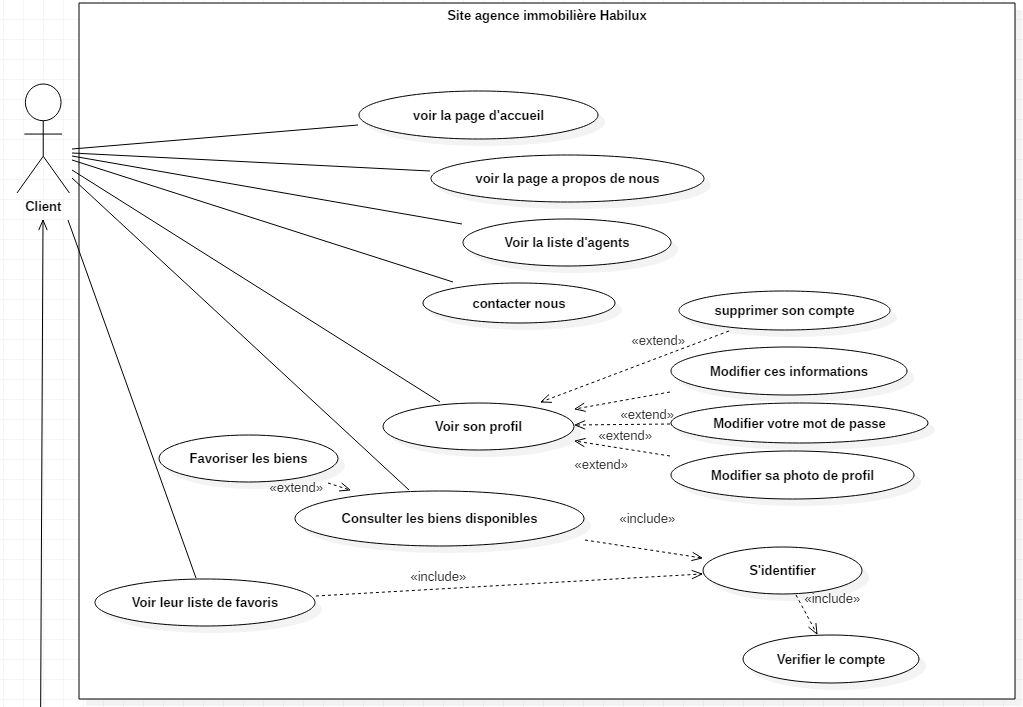 Site agence immobilière Habilux
voir la page d'accueil
voir la page a propos de nous
Client
Voir la liste d'agents
contacter nous
supprimer son compte
«extend»
Modifier ces informations
«extend»
Voir son profil
Modifier votre mot de passe
«extend»
Favoriser les biens
«extend»
Modifier sa photo de profil
«extend»
Consulter les biens disponibles
«include»
S'identifier
«include»
Voir leur liste de favoris
«include»
Verifier le compte